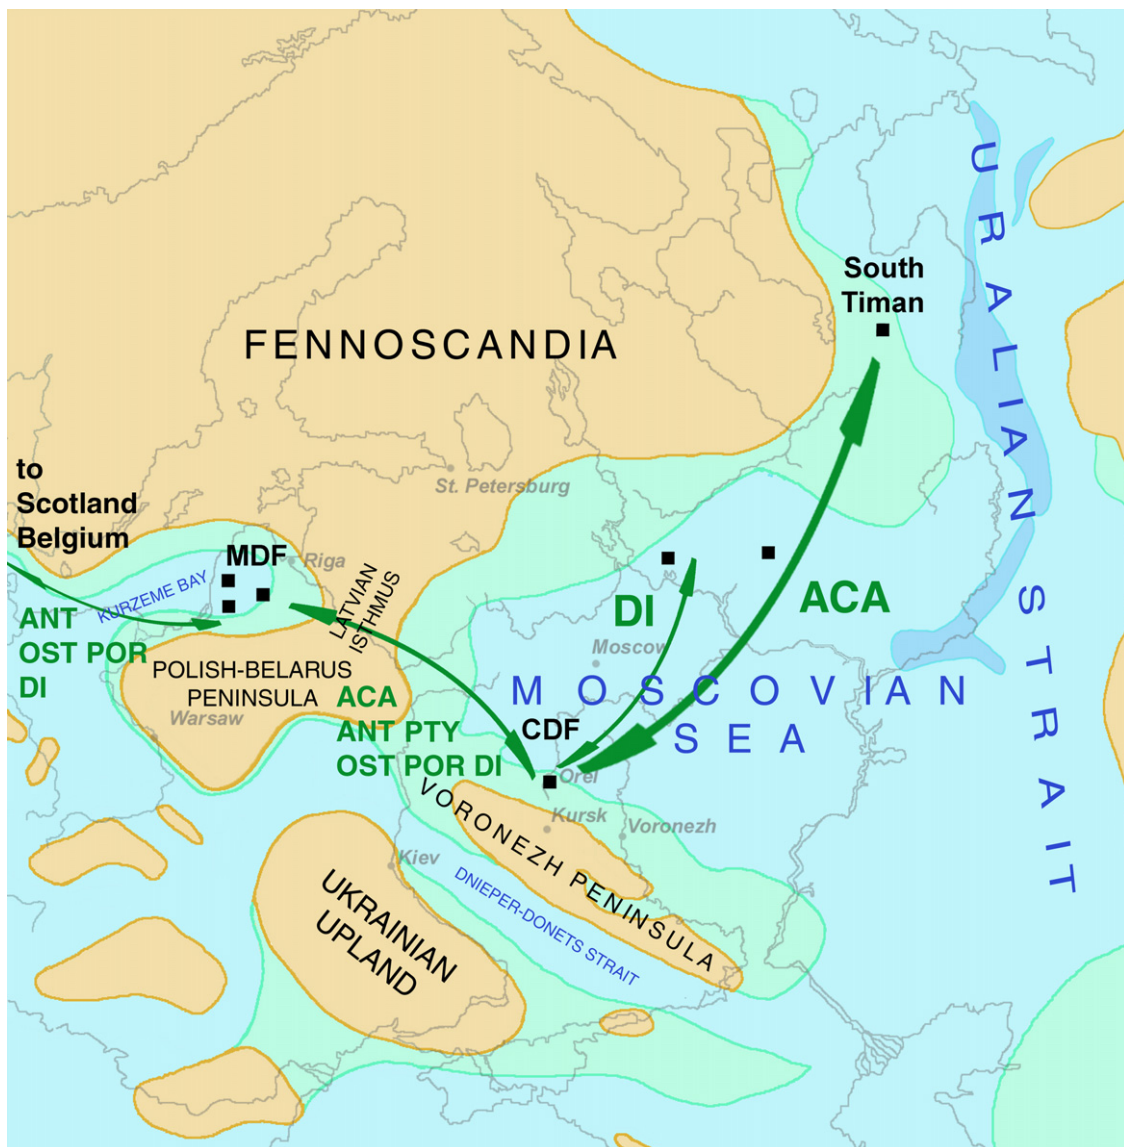 URALIAN STRAIT
South
Timan
FENNOSCANDIA
to
Scotland
Belgium
St. Petersburg
MDF
Riga
KURZEME BAY
LATVIAN
ISTHMUS
ANT
OST POR
DI
DI
ACA
POLISH-BELARUS
PENINSULA
Warsaw
Moscow
MOSCOVIAN
SEA
ACA
ANT PTY
OST POR DI
CDF
Orel
Kursk
Voronezh
VORONEZH PENINSULA
Kiev
DNIEPER-DONETS STRAIT
UKRAINIAN
UPLAND